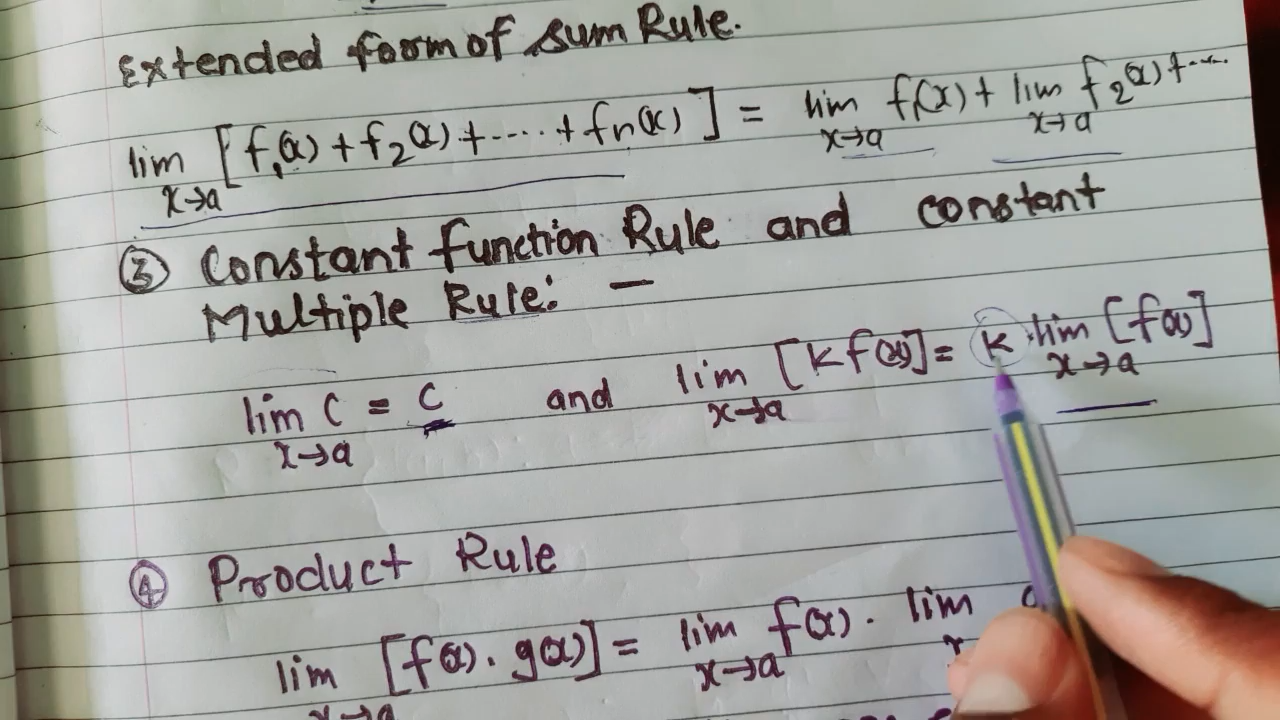 Extended form of sum Rule.
lim x→a [f₁(x) + f₂(x) + ..... + fn(x)] = lim x→a f₁(x) + lim x→a f₂(x) + .....
③ Constant function Rule and constant
Multiple Rule: —
lim x→a C = C and lim x→a [K f(x)] = K . lim x→a [f(x)]
④ Product Rule
lim x→a [f(x) . g(x)] = lim x→a f(x) . lim